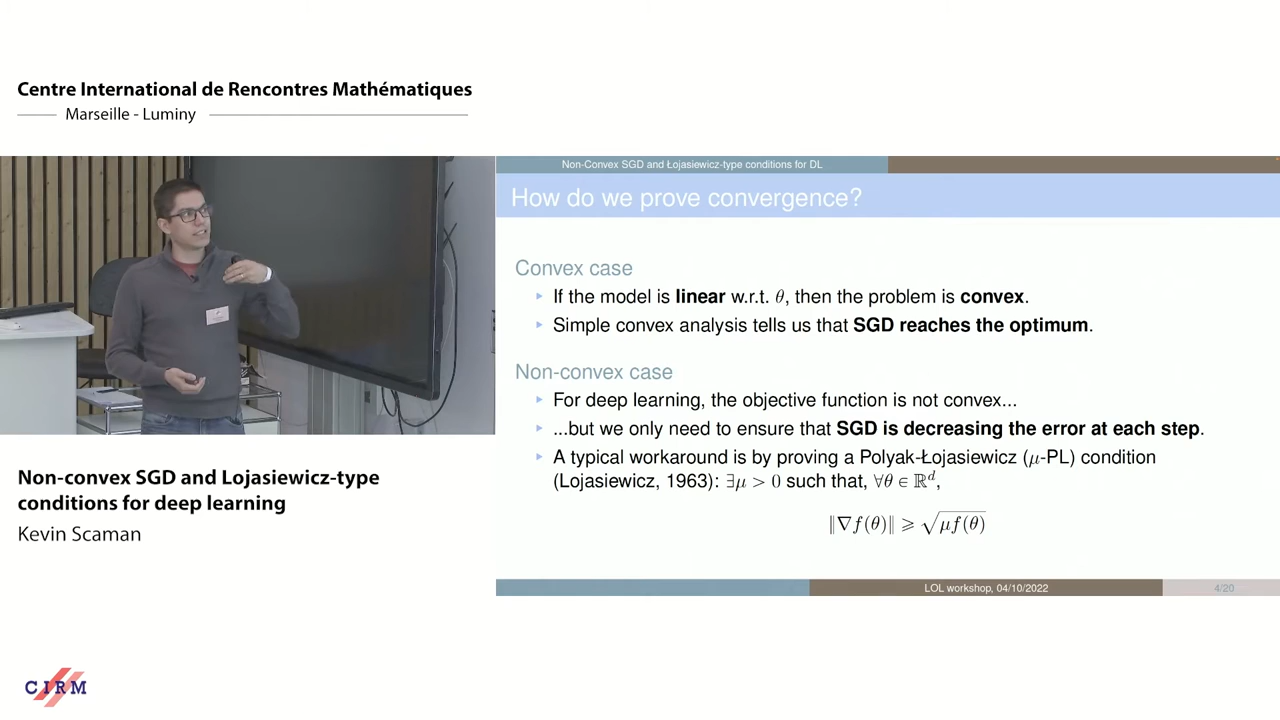 Centre International de Rencontres Mathématiques
Marseille - Luminy
Non-Convex SGD and Łojasiewicz-type conditions for DL
How do we prove convergence?
Convex case
If the model is linear w.r.t. θ, then the problem is convex.
Simple convex analysis tells us that SGD reaches the optimum.
Non-convex case
For deep learning, the objective function is not convex...
...but we only need to ensure that SGD is decreasing the error at each step.
A typical workaround is by proving a Polyak-Łojasiewicz (μ-PL) condition
(Lojasiewicz, 1963): ∃μ > 0 such that, ∀θ ∈ ℝᵈ,
‖∇f(θ)‖ ⩾ √μf(θ)
LOL workshop, 04/10/2022
4/20
Non-convex SGD and Lojasiewicz-type
conditions for deep learning
Kevin Scaman
CIRM